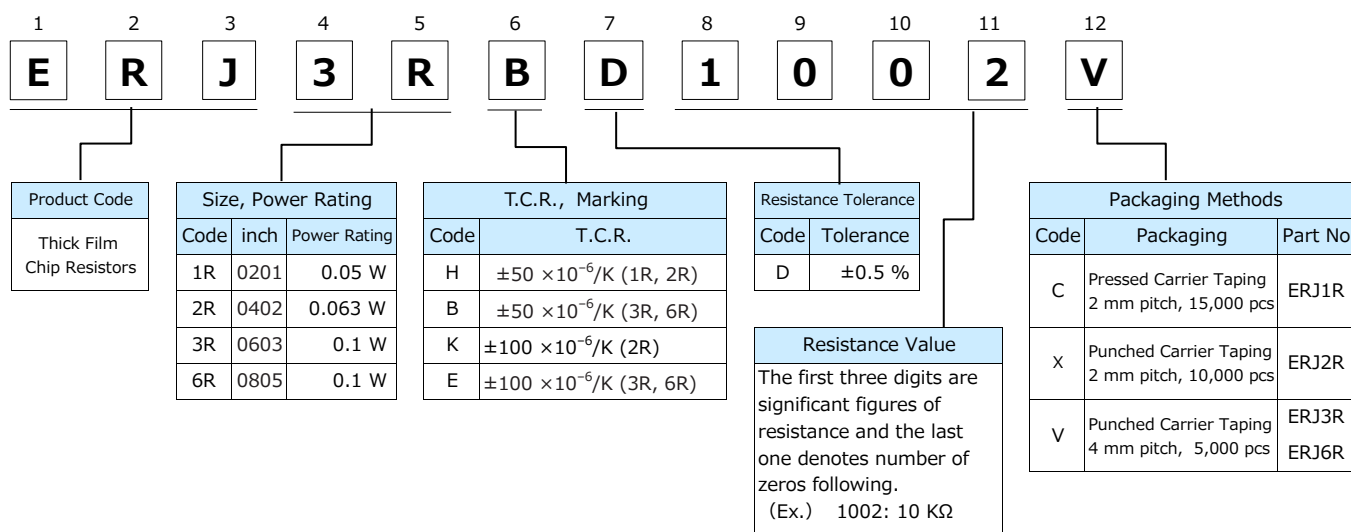 1 2 3 4 5 6 7 8 9 10 11 12
E R J 3 R B D 1 0 0 2 V
Product Code
Thick Film
Chip Resistors
Size, Power Rating
Code inch Power Rating
1R 0201 0.05 W
2R 0402 0.063 W
3R 0603 0.1 W
6R 0805 0.1 W
T.C.R., Marking
Code T.C.R.
H ±50 ×10⁻⁶/K (1R, 2R)
B ±50 ×10⁻⁶/K (3R, 6R)
K ±100 ×10⁻⁶/K (2R)
E ±100 ×10⁻⁶/K (3R, 6R)
Resistance Tolerance
Code Tolerance
D ±0.5 %
Resistance Value
The first three digits are
significant figures of
resistance and the last
one denotes number of
zeros following.
(Ex.) 1002: 10 KΩ
Packaging Methods
Code Packaging Part No
C Pressed Carrier Taping
2 mm pitch, 15,000 pcs ERJ1R
X Punched Carrier Taping
2 mm pitch, 10,000 pcs ERJ2R
V Punched Carrier Taping
4 mm pitch, 5,000 pcs ERJ3R
ERJ6R